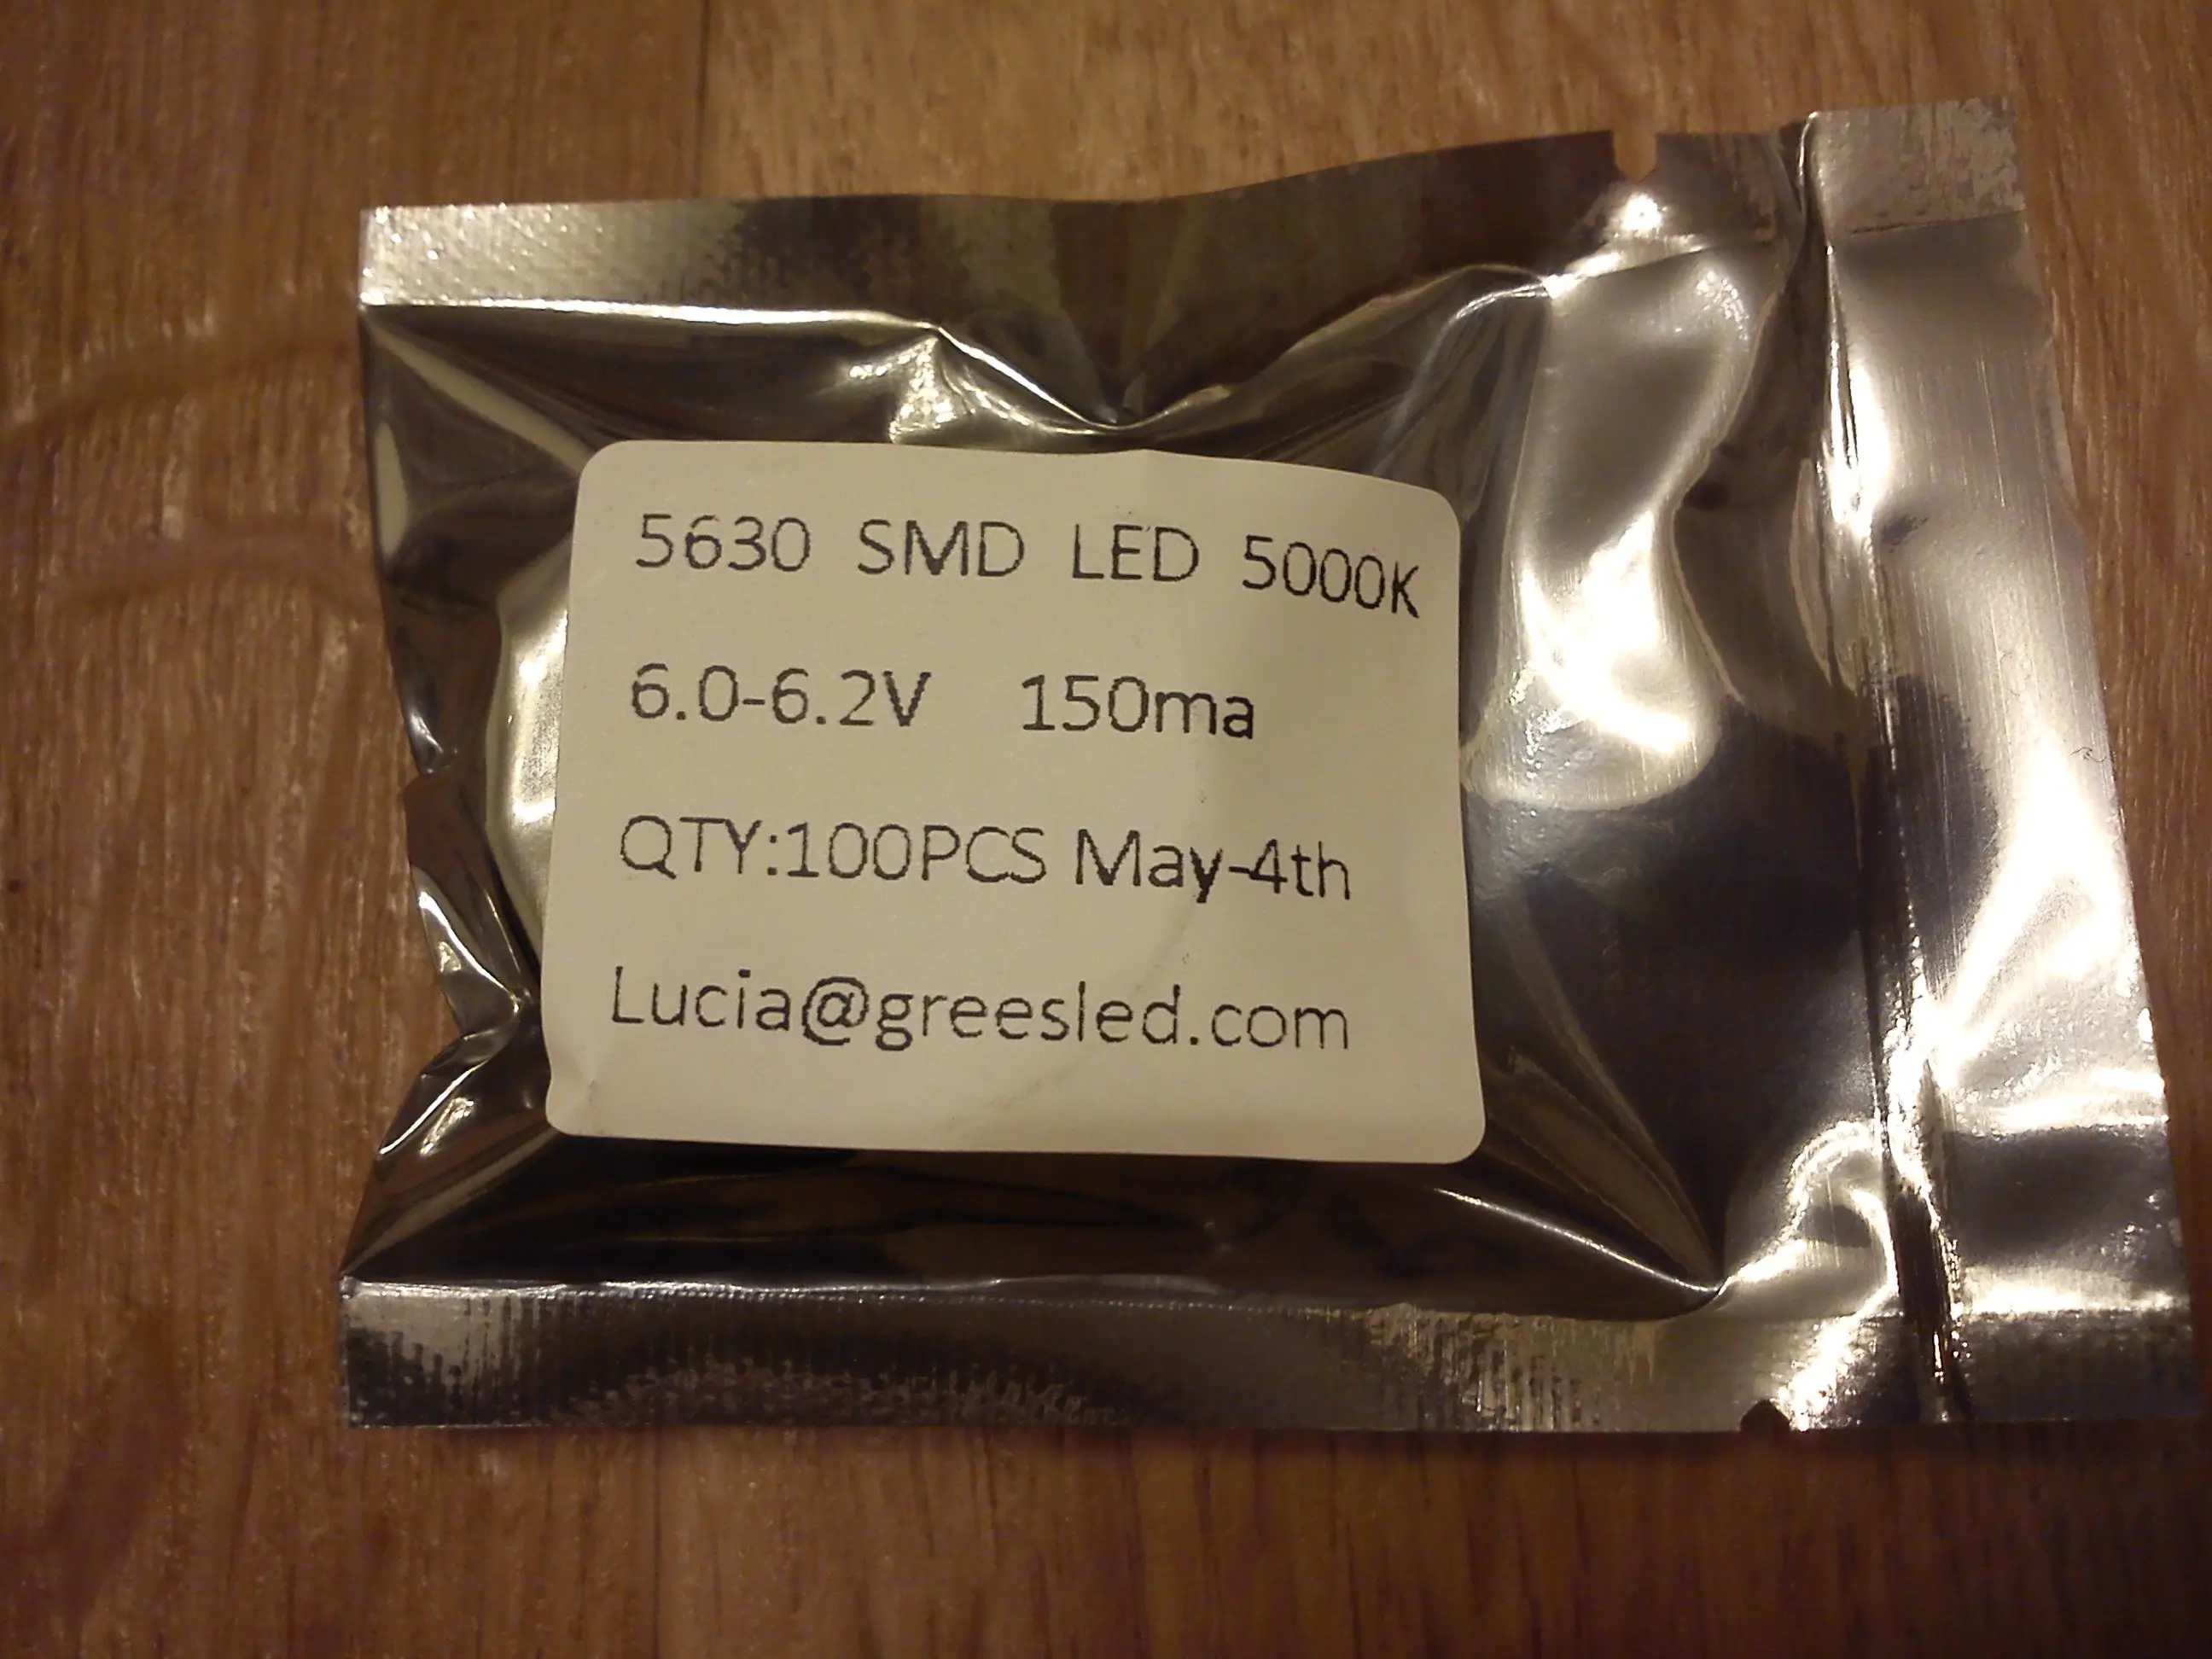 5630 SMD LED 5000K
6.0-6.2V 150ma
QTY:100PCS May-4th
Lucia@greesled.com